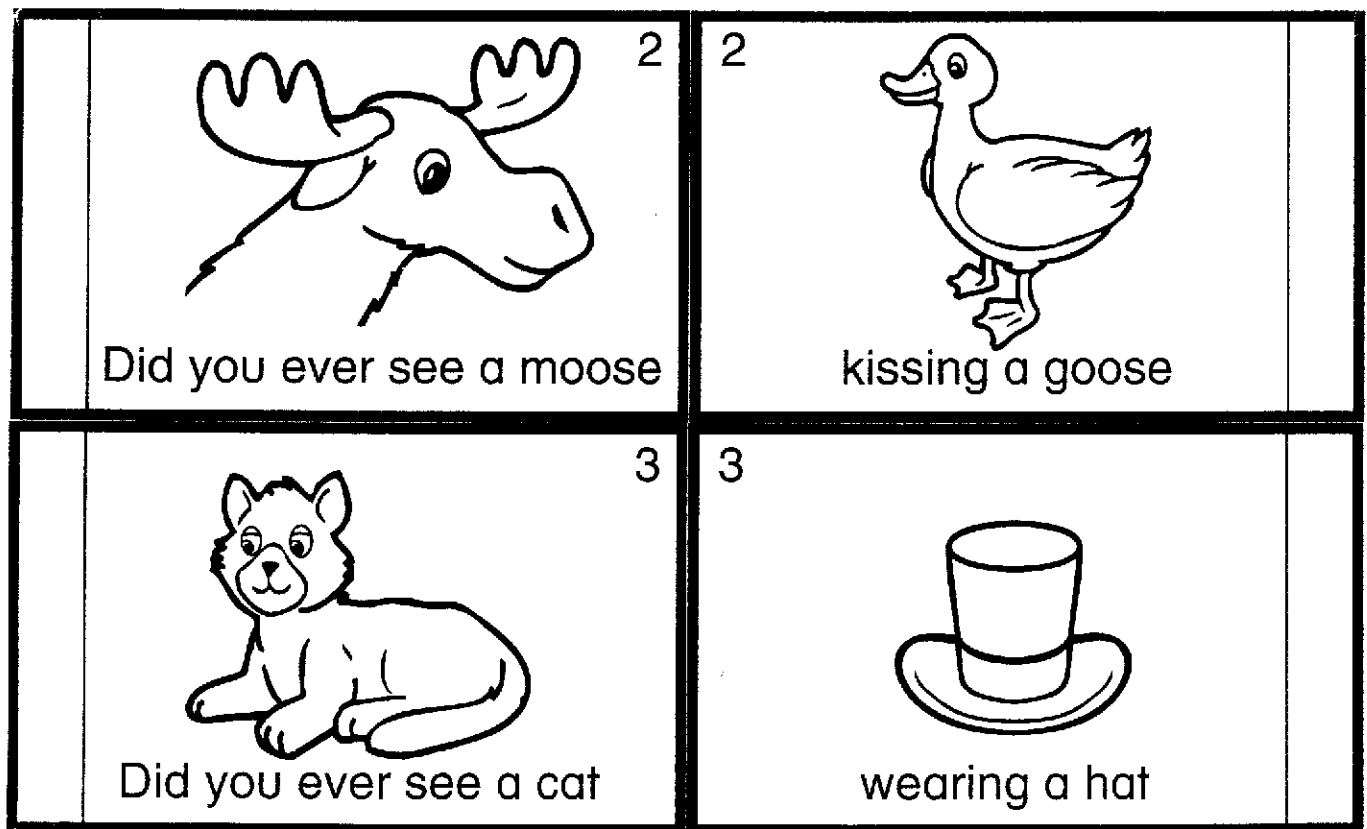 2
Did you ever see a moose
2
kissing a goose
3
Did you ever see a cat
3
wearing a hat